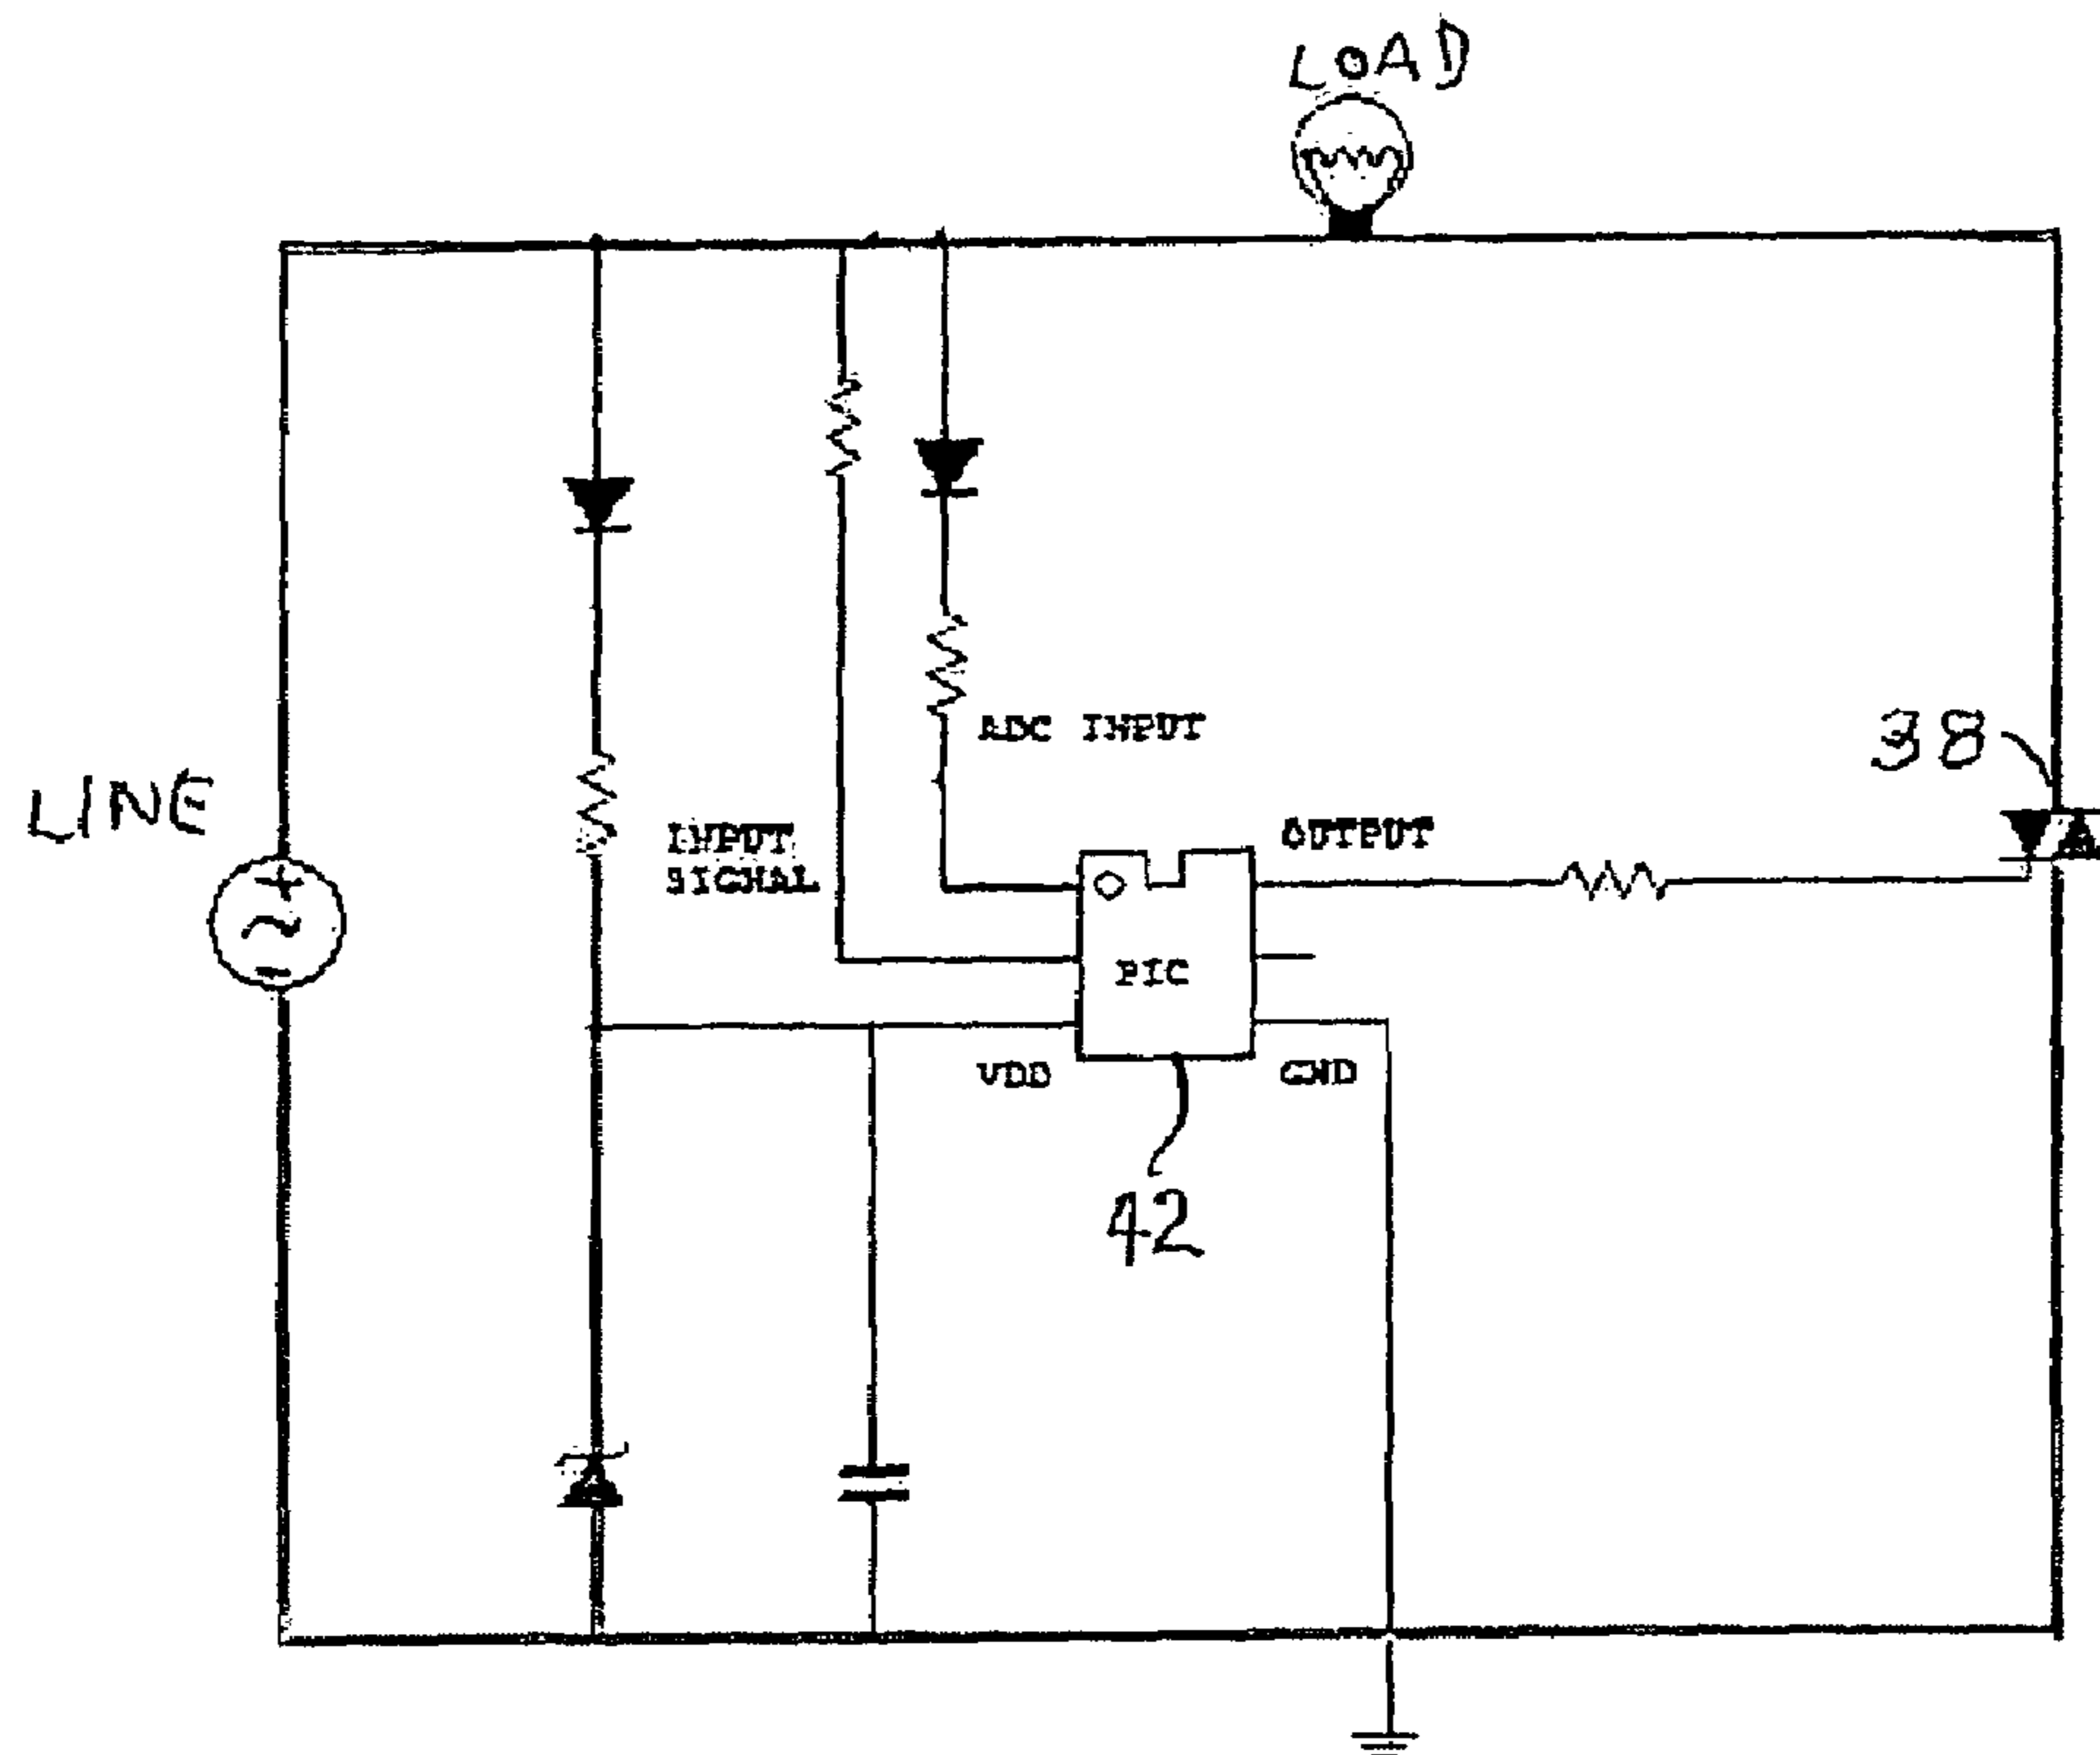 LOAD
ADC INPUT
38
LINE
INPUT
SIGNAL
OUTPUT
PIC
VDD
GND
42